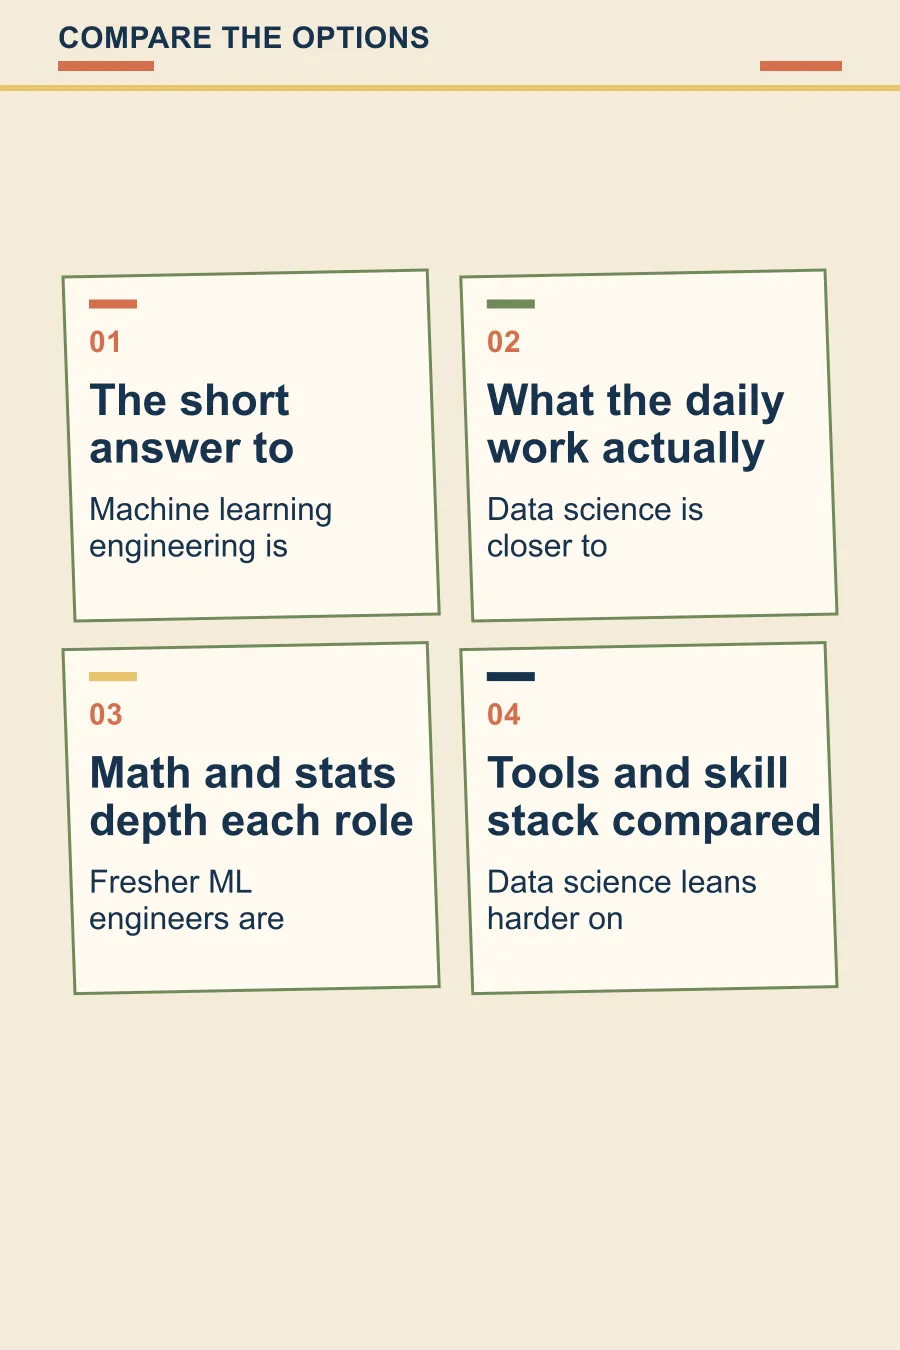 COMPARE THE OPTIONS
01
The short
answer to
Machine learning
engineering is
02
What the daily
work actually
Data science is
closer to
03
Math and stats
depth each role
Fresher ML
engineers are
04
Tools and skill
stack compared
Data science leans
harder on